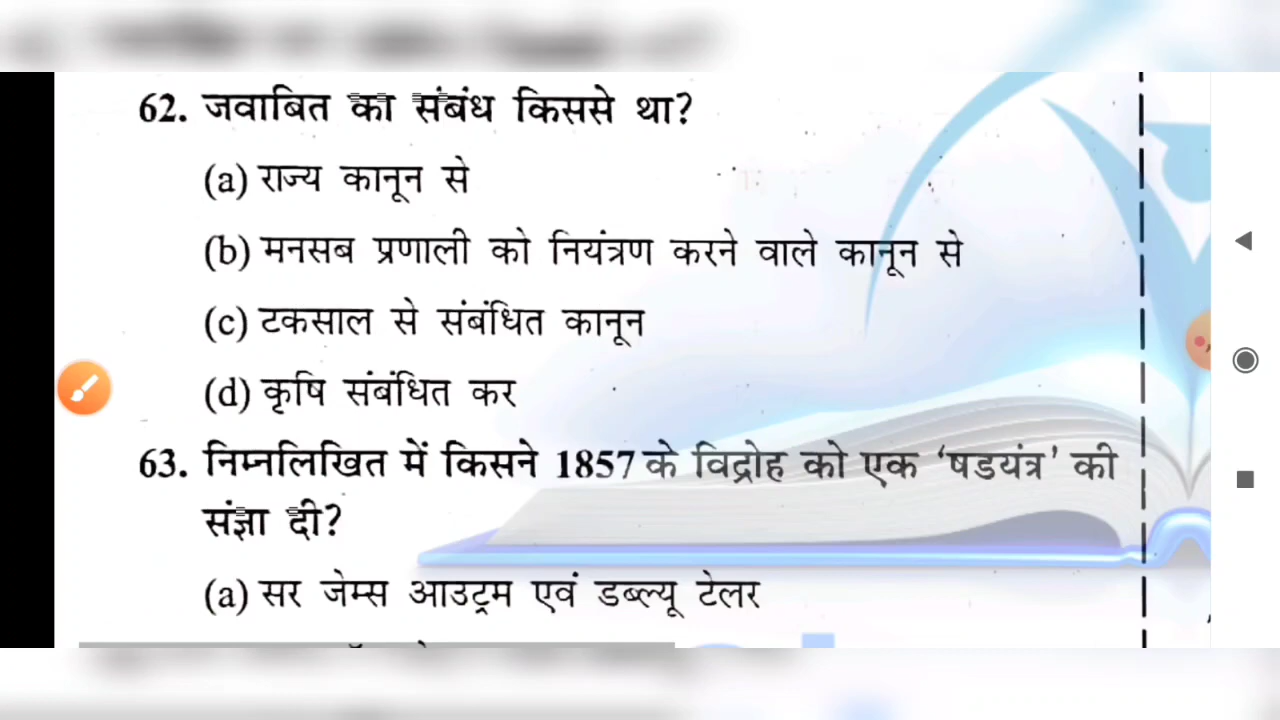 62. जवाबित का संबंध किससे था?
(a) राज्य कानून से
(b) मनसब प्रणाली को नियंत्रण करने वाले कानून से
(c) टकसाल से संबंधित कानून
(d) कृषि संबंधित कर
63. निम्नलिखित में किसने 1857 के विद्रोह को एक ‘षडयंत्र’ की
संज्ञा दी?
(a) सर जेम्स आउट्रम एवं डब्ल्यू टेलर